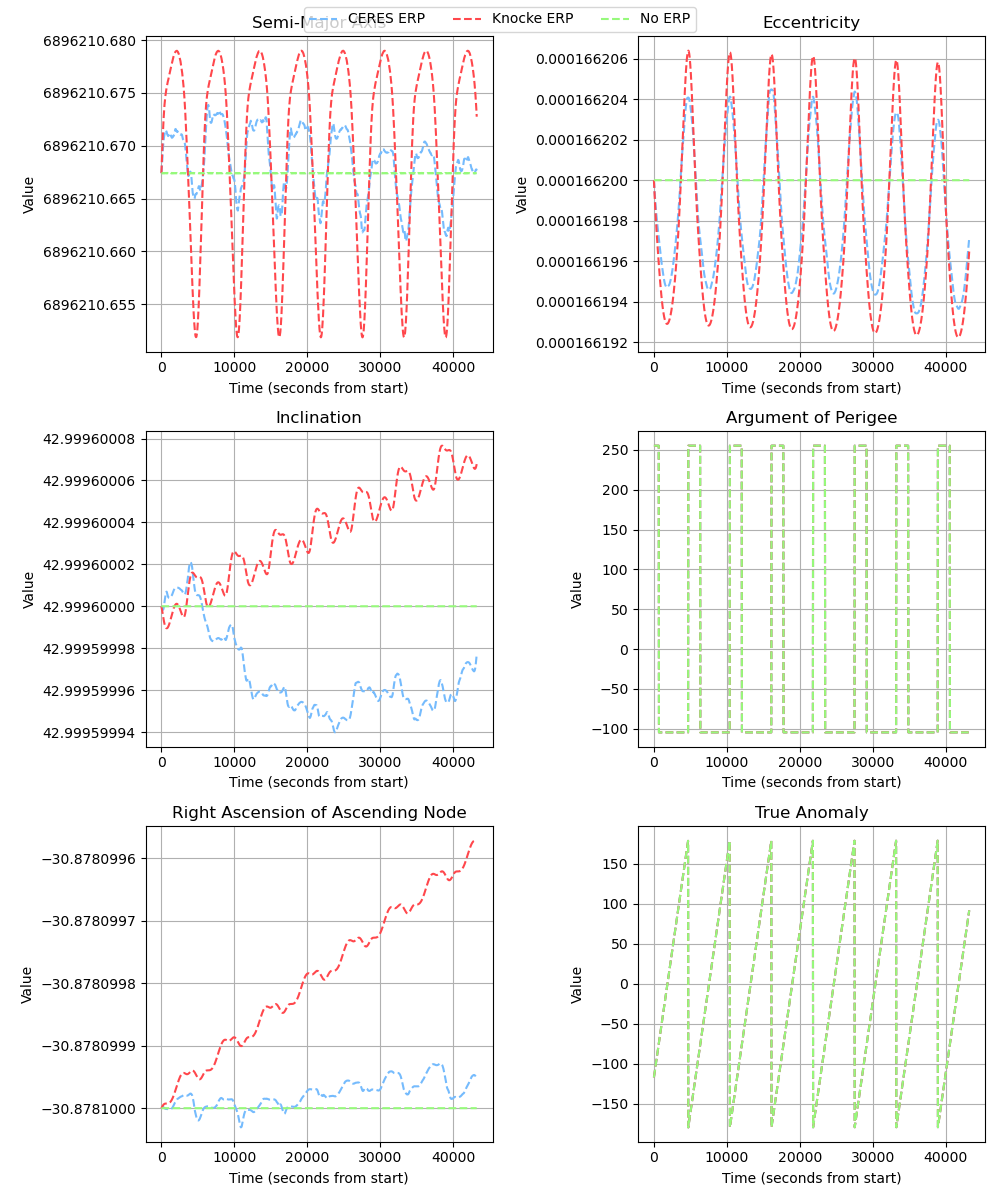 CERES ERP Knocke ERP No ERP
Semi-Major Axis
6896210.680
6896210.675
6896210.670
6896210.665
6896210.660
6896210.655
Value
0 10000 20000 30000 40000
Time (seconds from start)
Eccentricity
0.000166206
0.000166204
0.000166202
0.000166200
0.000166198
0.000166196
0.000166194
0.000166192
Value
0 10000 20000 30000 40000
Time (seconds from start)
Inclination
42.99960008
42.99960006
42.99960004
42.99960002
42.99960000
42.99959998
42.99959996
42.99959994
Value
0 10000 20000 30000 40000
Time (seconds from start)
Argument of Perigee
250
200
150
100
50
0
−50
−100
Value
0 10000 20000 30000 40000
Time (seconds from start)
Right Ascension of Ascending Node
−30.8780996
−30.8780997
−30.8780998
−30.8780999
−30.8781000
Value
0 10000 20000 30000 40000
Time (seconds from start)
True Anomaly
150
100
50
0
−50
−100
−150
Value
0 10000 20000 30000 40000
Time (seconds from start)